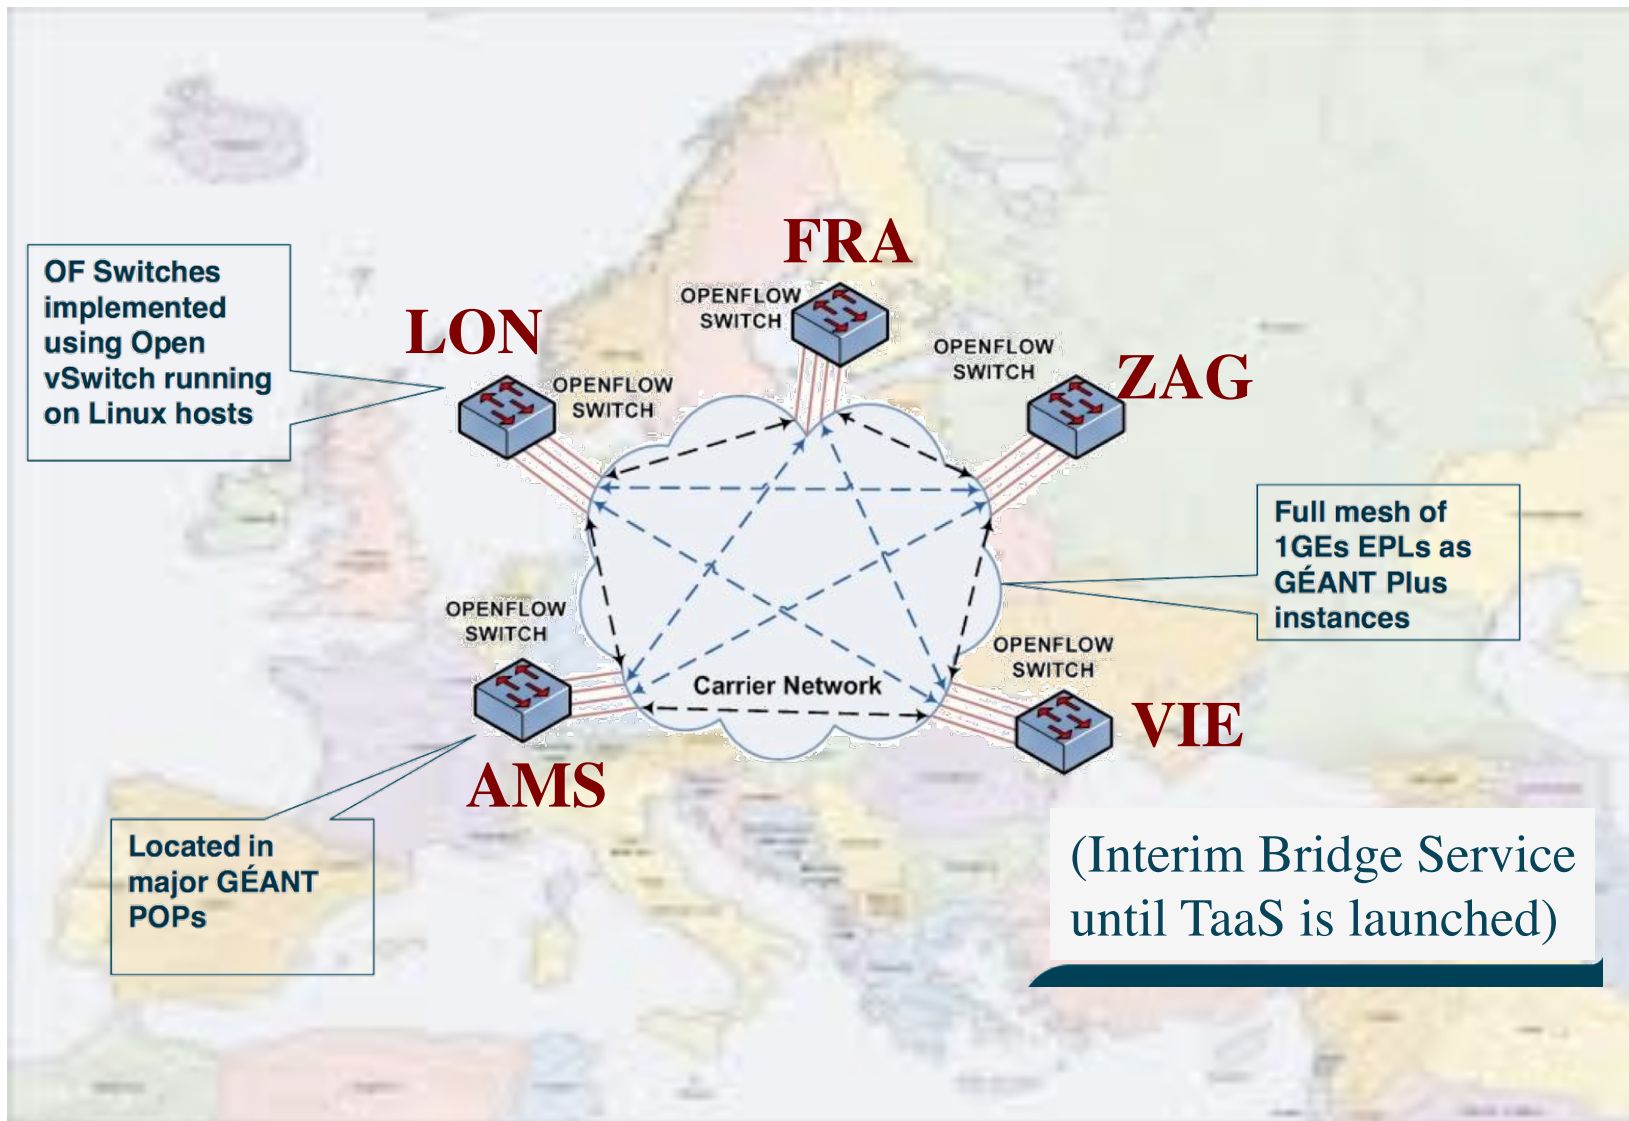 FRA
OPENFLOW
SWITCH
LON
OPENFLOW
SWITCH
OPENFLOW
SWITCH
ZAG
OF Switches
implemented
using Open
vSwitch running
on Linux hosts
Full mesh of
1GEs EPLs as
GÉANT Plus
instances
OPENFLOW
SWITCH
OPENFLOW
SWITCH
Carrier Network
VIE
AMS
Located in
major GÉANT
POPs
(Interim Bridge Service
until TaaS is launched)